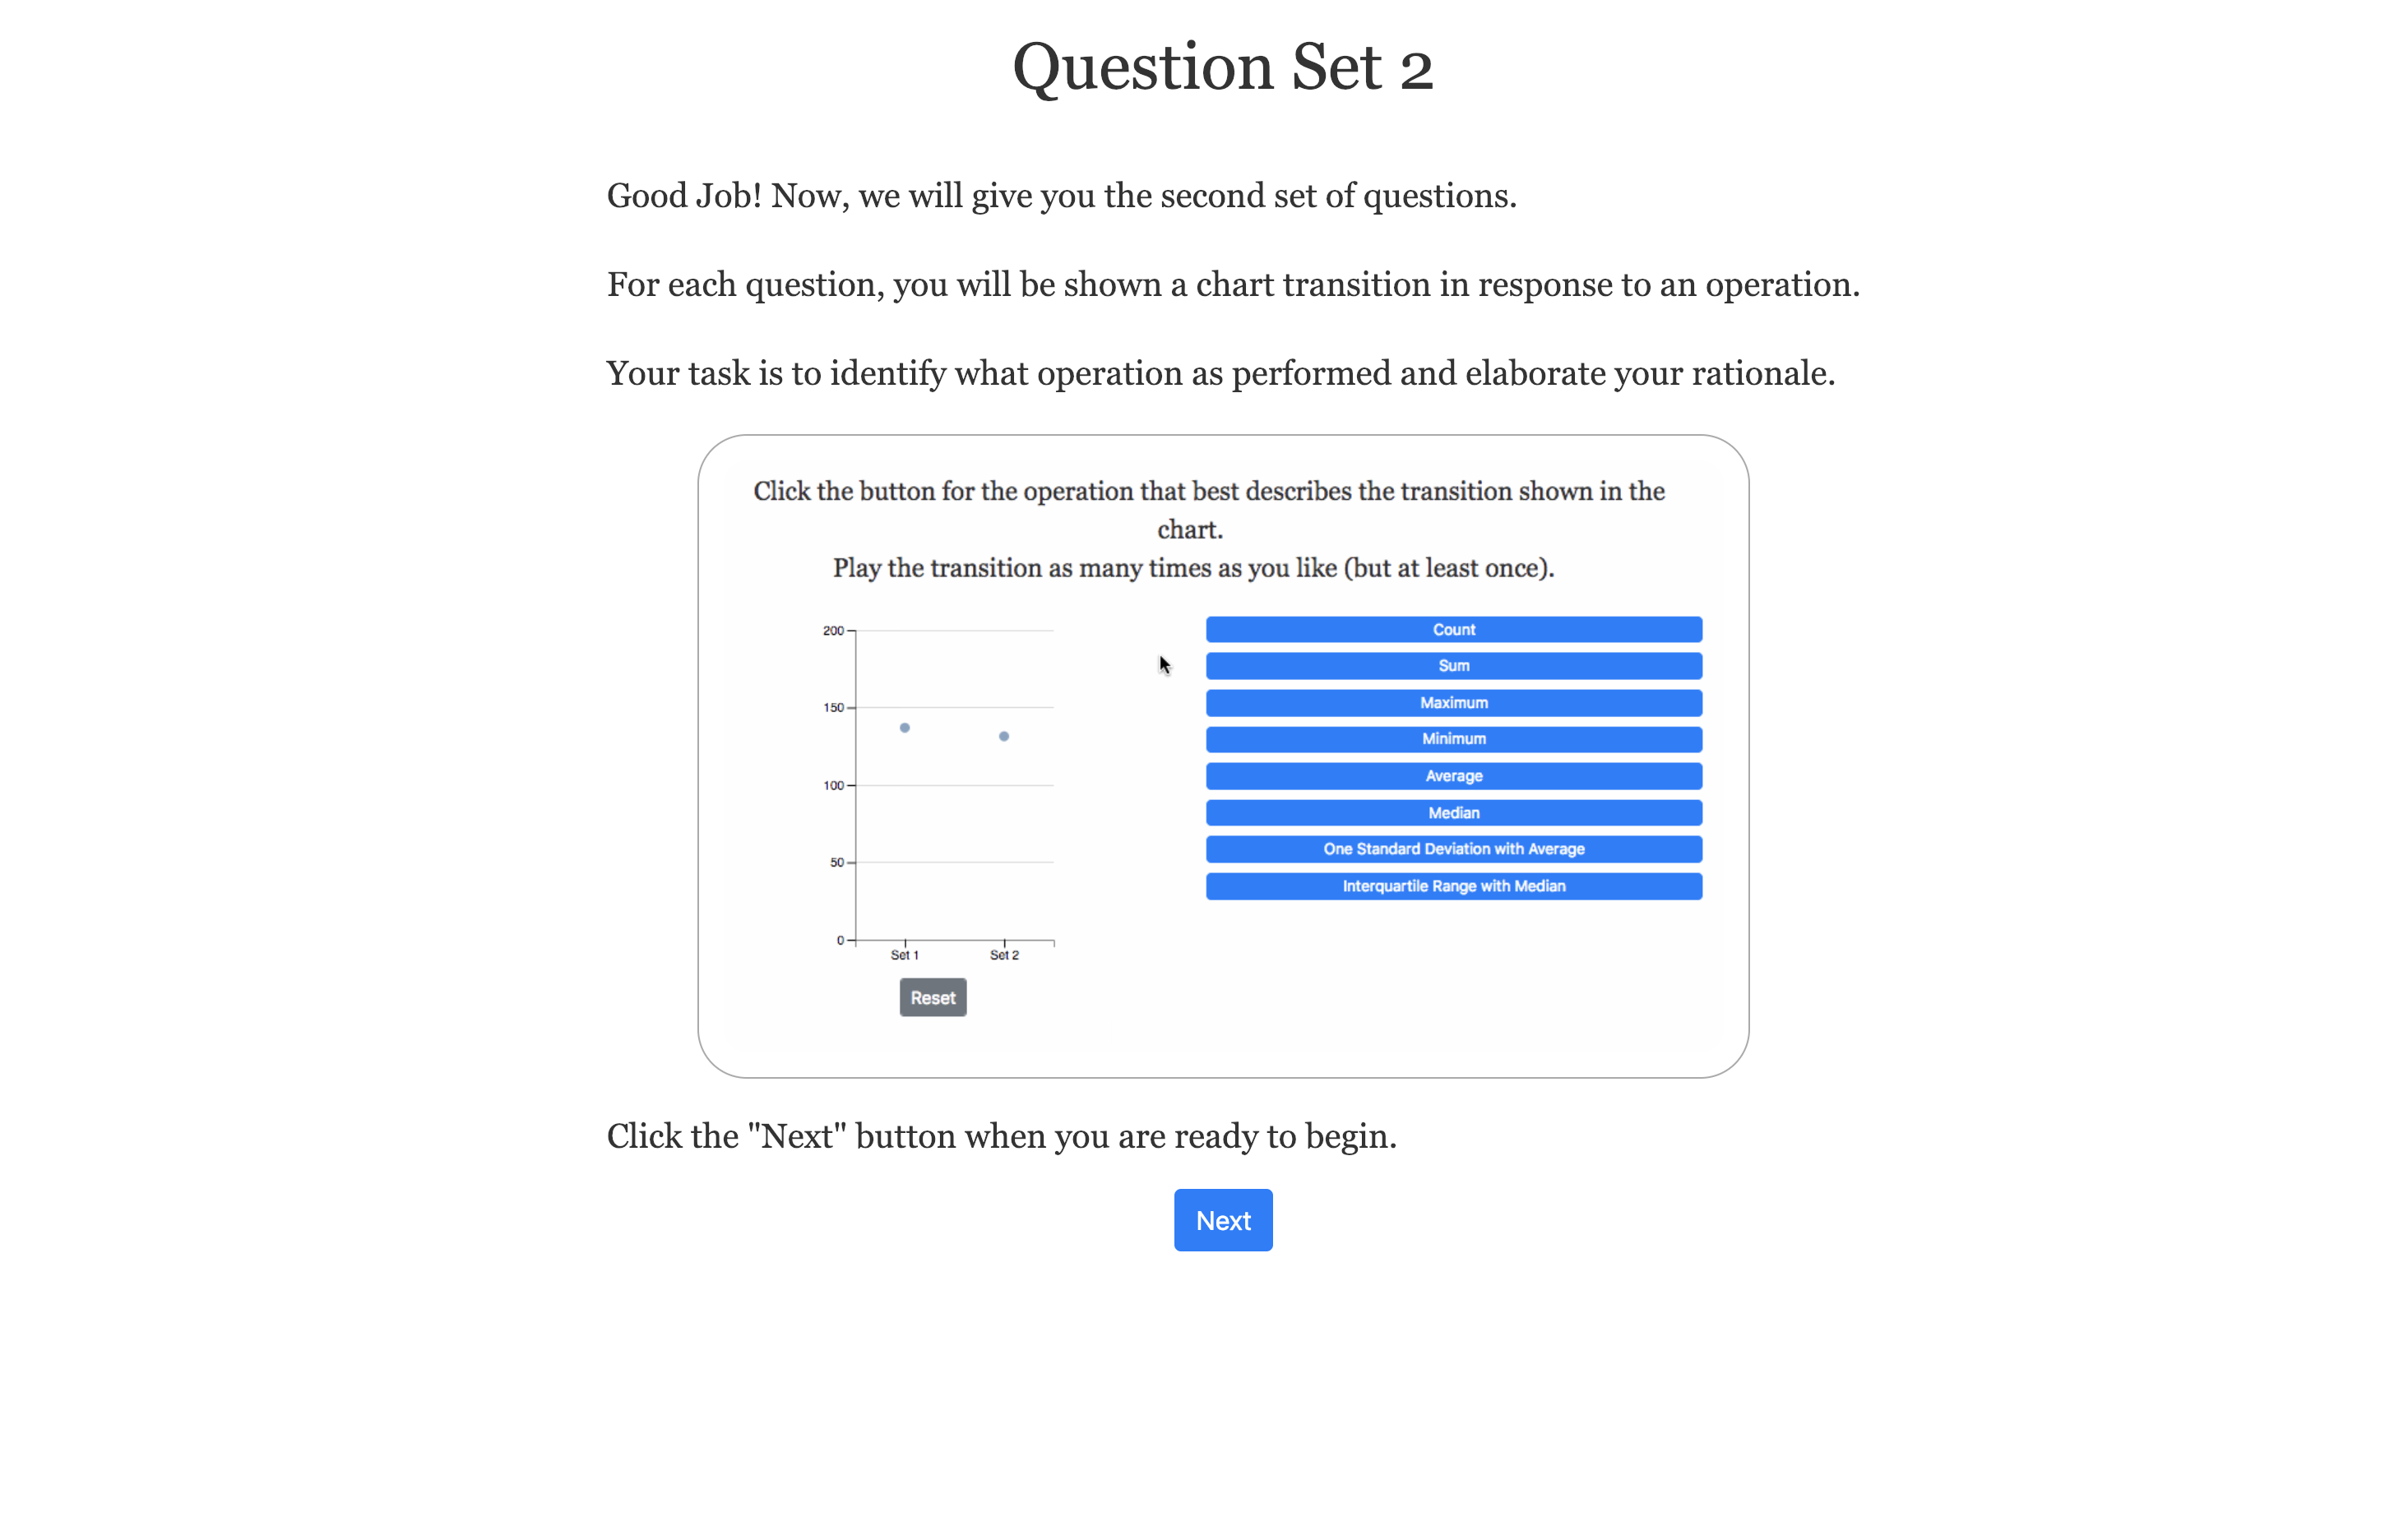 Question Set 2
Good Job! Now, we will give you the second set of questions.
For each question, you will be shown a chart transition in response to an operation.
Your task is to identify what operation as performed and elaborate your rationale.
Click the button for the operation that best describes the transition shown in the
chart.
Play the transition as many times as you like (but at least once).
200
150
100
50
0
Set 1 Set 2
Reset
Count
Sum
Maximum
Minimum
Average
Median
One Standard Deviation with Average
Interquartile Range with Median
Click the "Next" button when you are ready to begin.
Next